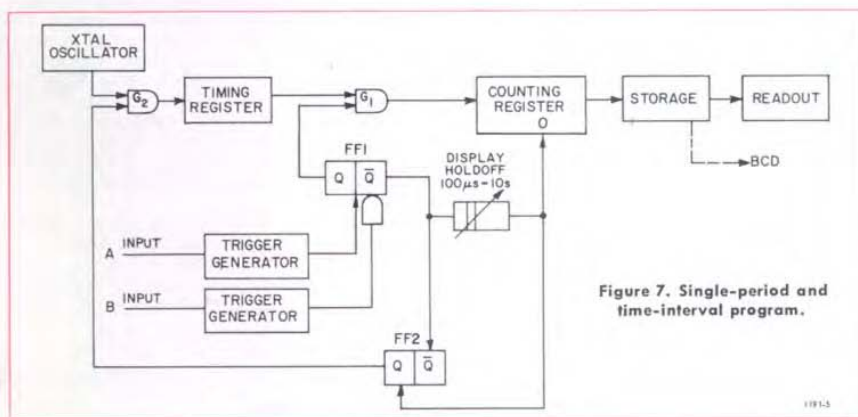 XTAL
OSCILLATOR
G2
TIMING
REGISTER
G1
COUNTING
REGISTER
O
STORAGE
READOUT
BCD
FF1
Q Q̅
DISPLAY
HOLDOFF
100μs-10s
A INPUT
TRIGGER
GENERATOR
B INPUT
TRIGGER
GENERATOR
Figure 7. Single-period and
time-interval program.
FF2
Q Q̅